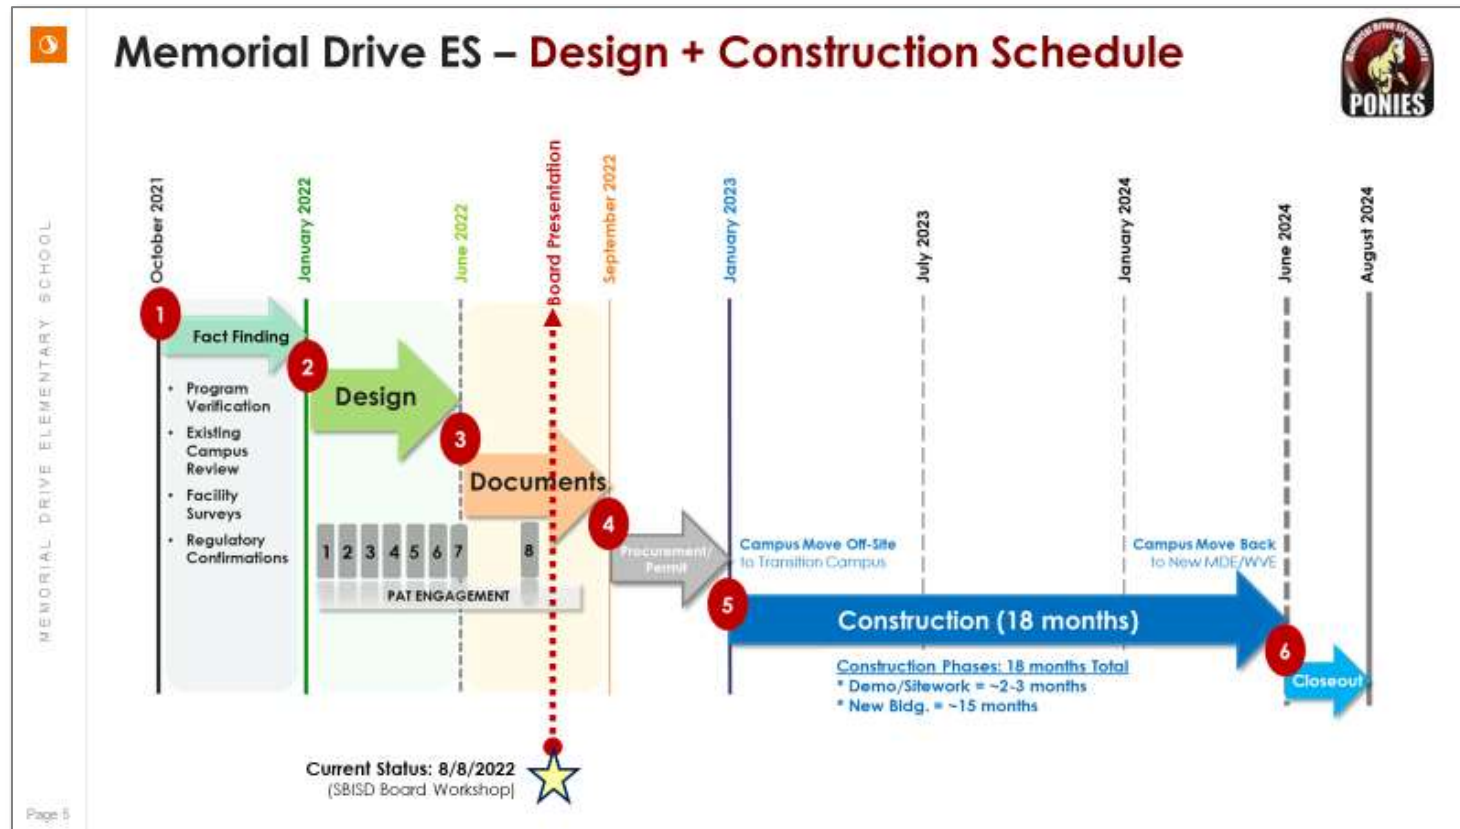 Memorial Drive ES – Design + Construction Schedule
Memorial Drive Elementary
PONIES
MEMORIAL DRIVE ELEMENTARY SCHOOL
October 2021
January 2022
June 2022
Board Presentation
September 2022
January 2023
July 2023
January 2024
June 2024
August 2024
1
Fact Finding
• Program
Verification
• Existing
Campus
Review
• Facility
Surveys
• Regulatory
Confirmations
2
Design
3
Documents
1 2 3 4 5 6 7 8
PAT ENGAGEMENT
4
Procurement/
Permit
Campus Move Off-Site
to Transition Campus
Campus Move Back
to New MDE/WVE
5
Construction (18 months)
Construction Phases: 18 months Total
* Demo/Sitework = ~2-3 months
* New Bldg. = ~15 months
6
Closeout
Current Status: 8/8/2022
(SBISD Board Workshop)
Page 5